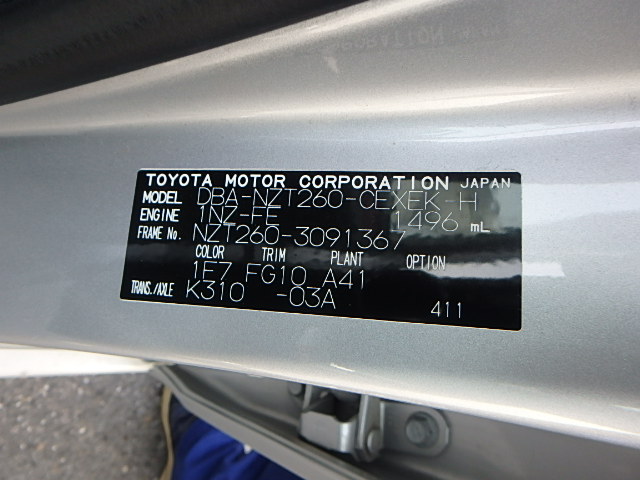 TOYOTA MOTOR CORPORATION JAPAN
MODEL DBA-NZT260-CEXEK-H
ENGINE 1NZ-FE 1496 mL
FRAME No. NZT260-3091367
COLOR TRIM PLANT OPTION
1F7 FG10 A41
TRANS./AXLE K310 -03A
411